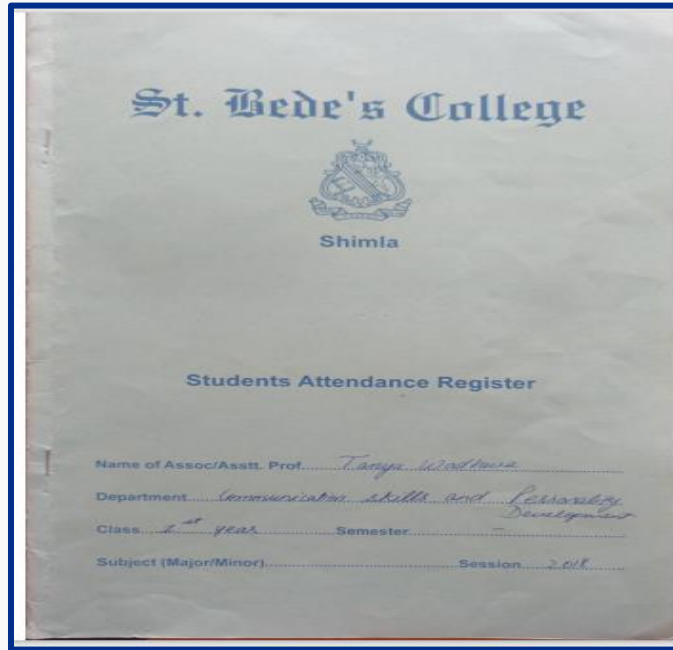 St. Bede's College
Shimla
Students Attendance Register
Name of Assoc/Asstt. Prof. Tanya Wadhawa
Department Communication skills and Personality
Development
Class 1st year Semester –
Subject (Major/Minor) Session 2018